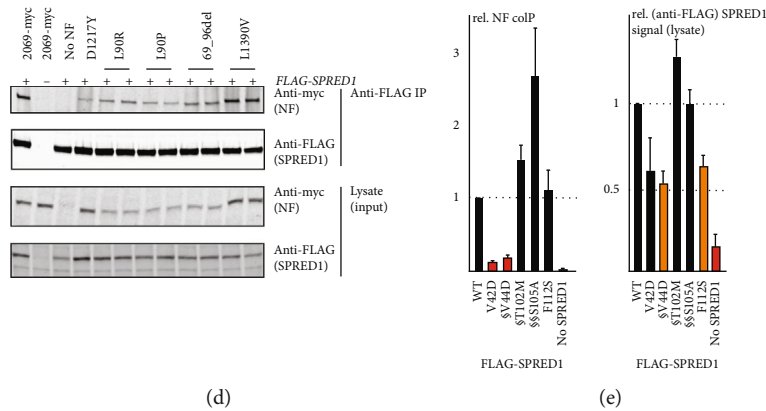 2069-myc
2069-myc
No NF
D1217Y
L90R
L90P
69_96del
L1390V
+ – + + + + + + + + + + FLAG-SPRED1
Anti-myc
(NF)
Anti-FLAG IP
Anti-FLAG
(SPRED1)
Anti-myc
(NF)
Lysate
(input)
Anti-FLAG
(SPRED1)
(d)
rel. NF coIP
3
2
1
WT
V42D
§V44D
§T102M
§§S105A
F112S
No SPRED1
FLAG-SPRED1
rel. (anti-FLAG) SPRED1
signal (lysate)
1
0.5
WT
V42D
§V44D
§T102M
§§S105A
F112S
No SPRED1
FLAG-SPRED1
(e)